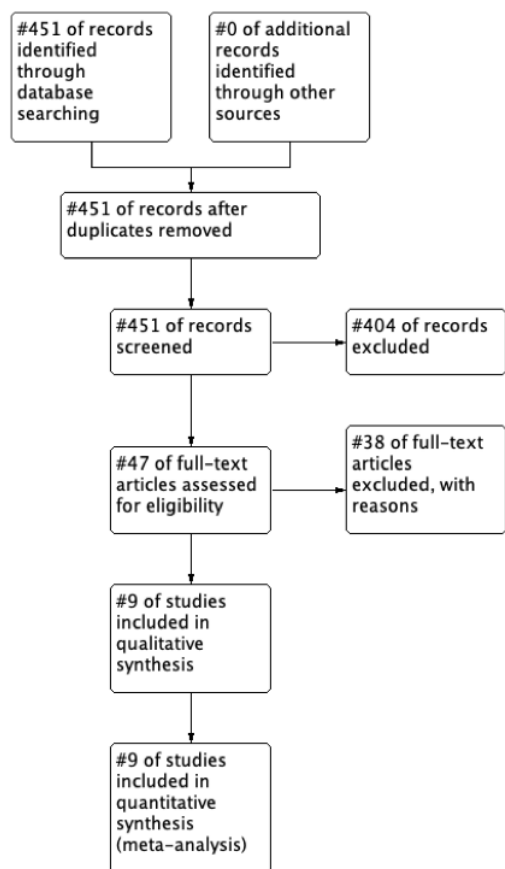 #451 of records
identified
through
database
searching
#0 of additional
records
identified
through other
sources
#451 of records after
duplicates removed
#451 of records
screened
#404 of records
excluded
#47 of full-text
articles assessed
for eligibility
#38 of full-text
articles
excluded, with
reasons
#9 of studies
included in
qualitative
synthesis
#9 of studies
included in
quantitative
synthesis
(meta-analysis)